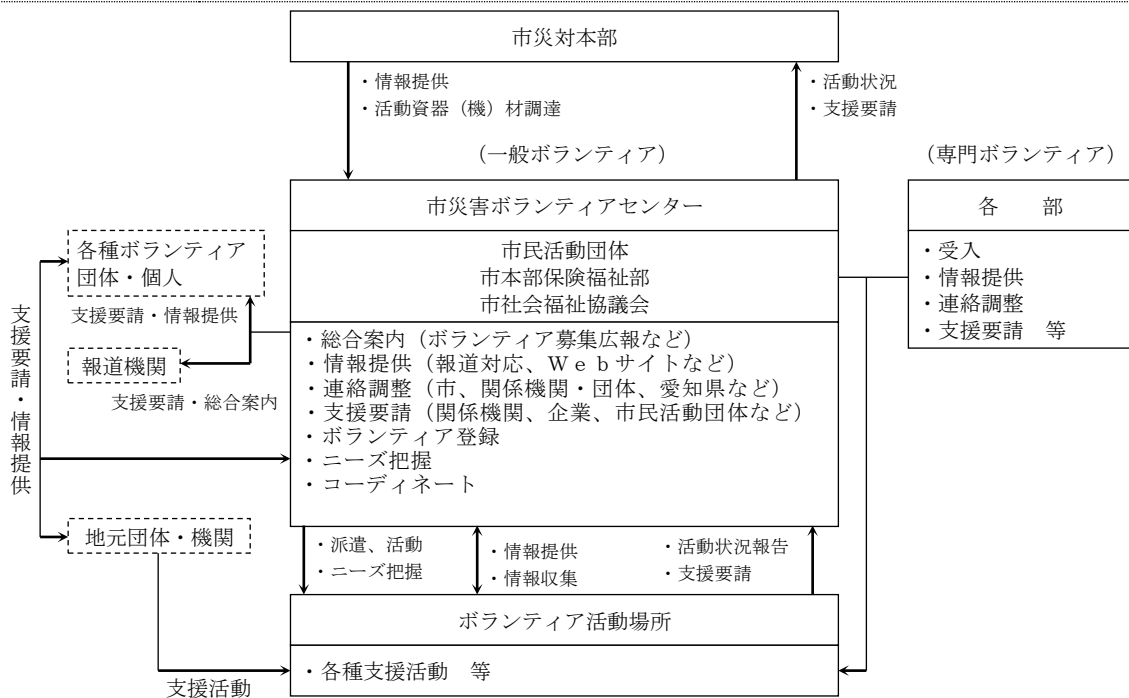 市災対本部
・情報提供
・活動資器（機）材調達
・活動状況
・支援要請
（一般ボランティア）
（専門ボランティア）
市災害ボランティアセンター
市民活動団体
市本部保険福祉部
市社会福祉協議会
・総合案内（ボランティア募集広報など）
・情報提供（報道対応、Ｗｅｂサイトなど）
・連絡調整（市、関係機関・団体、愛知県など）
・支援要請（関係機関、企業、市民活動団体など）
・ボランティア登録
・ニーズ把握
・コーディネート
各　　部
・受入
・情報提供
・連絡調整
・支援要請　等
各種ボランティア
団体・個人
支援要請・情報提供
報道機関
支援要請・総合案内
支援要請・情報提供
地元団体・機関
・派遣、活動
・ニーズ把握
・情報提供
・情報収集
・活動状況報告
・支援要請
ボランティア活動場所
・各種支援活動　等
支援活動